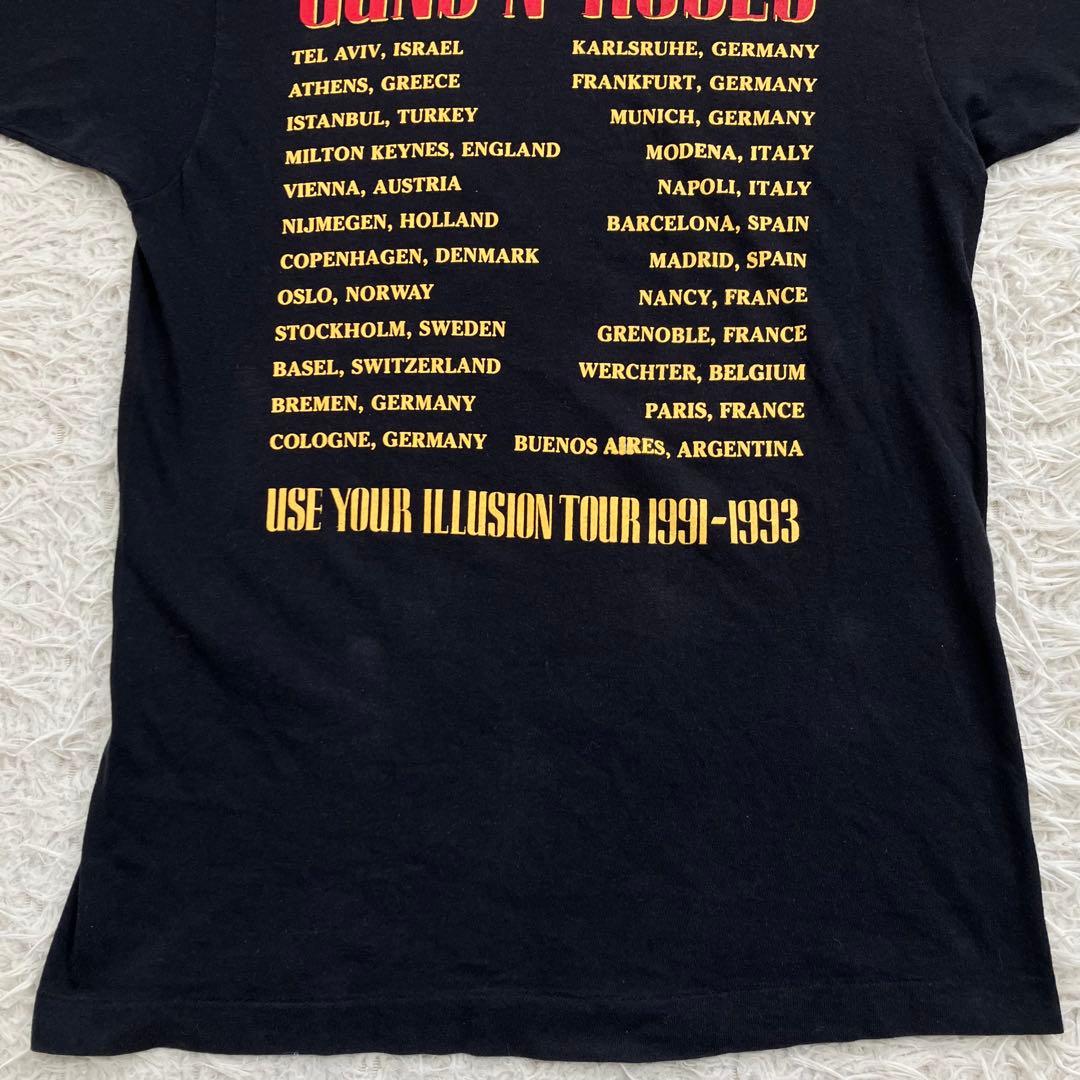 GUNS N' ROSES
TEL AVIV, ISRAEL
ATHENS, GREECE
ISTANBUL, TURKEY
MILTON KEYNES, ENGLAND
VIENNA, AUSTRIA
NIJMEGEN, HOLLAND
COPENHAGEN, DENMARK
OSLO, NORWAY
STOCKHOLM, SWEDEN
BASEL, SWITZERLAND
BREMEN, GERMANY
COLOGNE, GERMANY
KARLSRUHE, GERMANY
FRANKFURT, GERMANY
MUNICH, GERMANY
MODENA, ITALY
NAPOLI, ITALY
BARCELONA, SPAIN
MADRID, SPAIN
NANCY, FRANCE
GRENOBLE, FRANCE
WERCHTER, BELGIUM
PARIS, FRANCE
BUENOS AIRES, ARGENTINA
USE YOUR ILLUSION TOUR 1991-1993